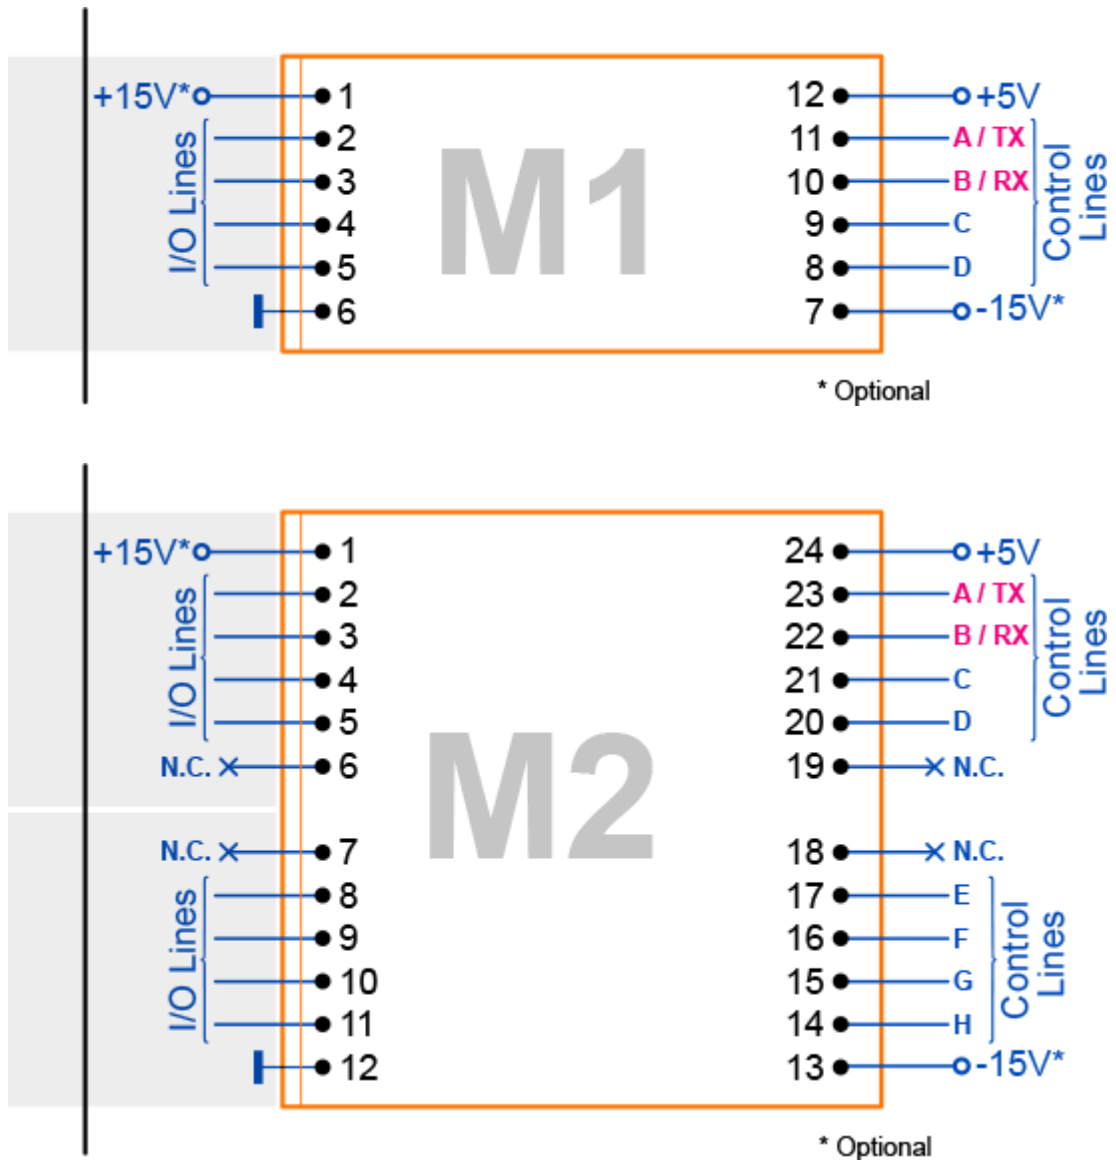 +15V* 1 12 +5V
2 11 A / TX
3 10 B / RX
4 9 C
5 8 D
6 7 -15V*
I/O Lines
M1
Control
Lines
* Optional
+15V* 1 24 +5V
2 23 A / TX
3 22 B / RX
4 21 C
5 20 D
N.C. 6 19 N.C.
I/O Lines
Control
Lines
M2
N.C. 7 18 N.C.
8 17 E
9 16 F
10 15 G
11 14 H
12 13 -15V*
I/O Lines
Control
Lines
* Optional